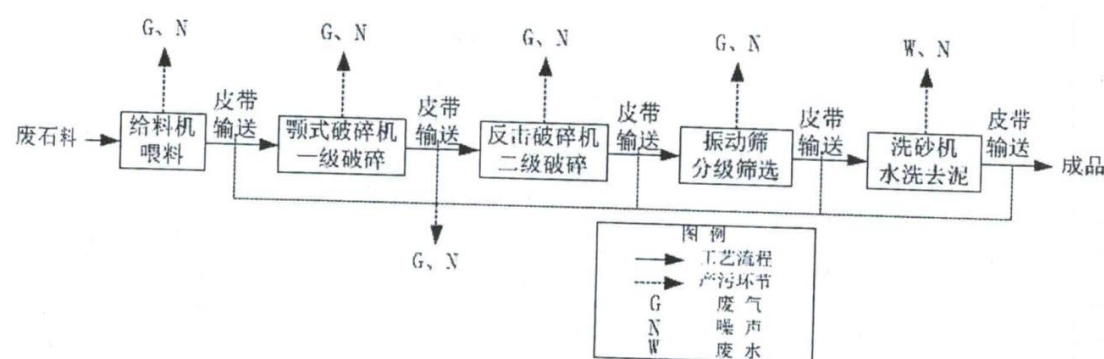 G、N
G、N
G、N
G、N
W、N
废石料
给料机
喂料
皮带
输送
颚式破碎机
一级破碎
皮带
输送
反击破碎机
二级破碎
皮带
输送
振动筛
分级筛选
皮带
输送
洗砂机
水洗去泥
皮带
输送
成品
G、N
图 例
工艺流程
产污环节
G 废 气
N 噪 声
W 废 水